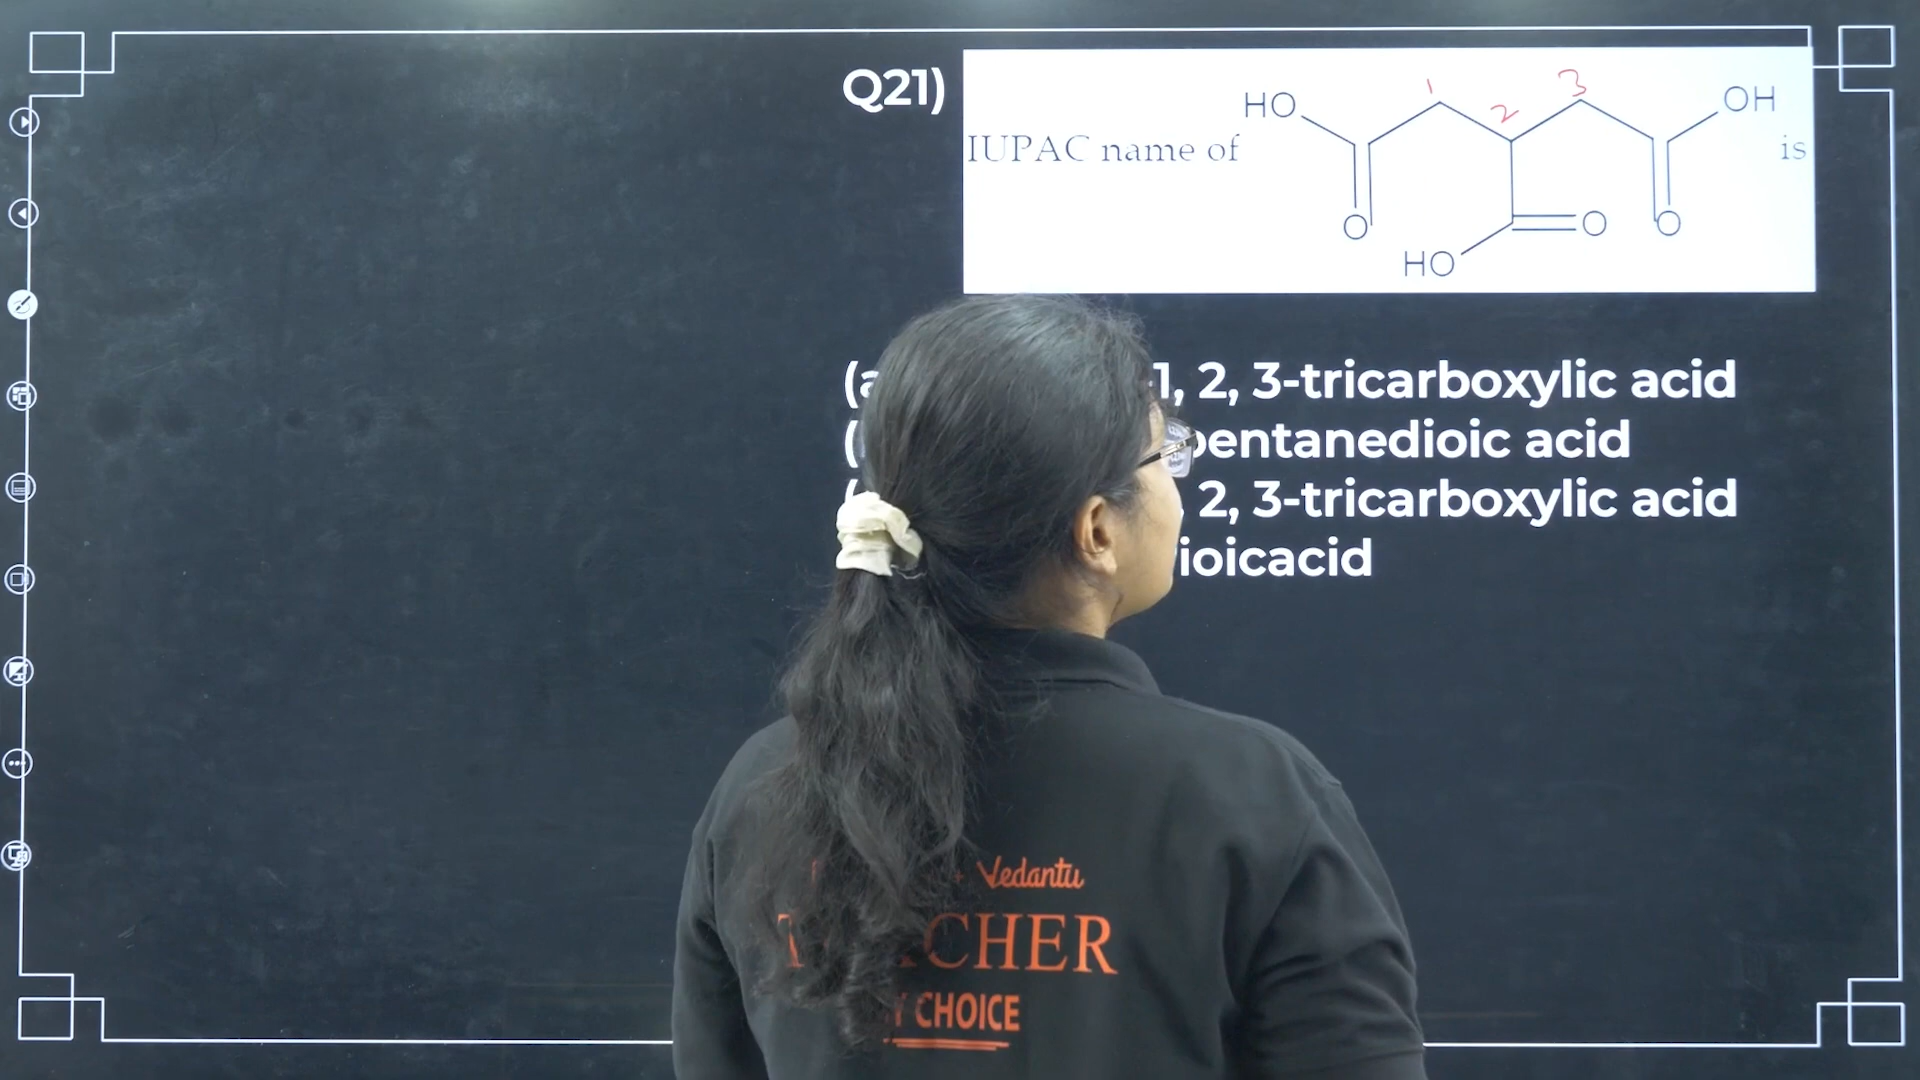 Q21)
IUPAC name of
HO
1
2
3
OH
is
O
O
O
HO
1, 2, 3-tricarboxylic acid
pentanedioic acid
2, 3-tricarboxylic acid
ioicacid
Vedantu
CHER
CHOICE